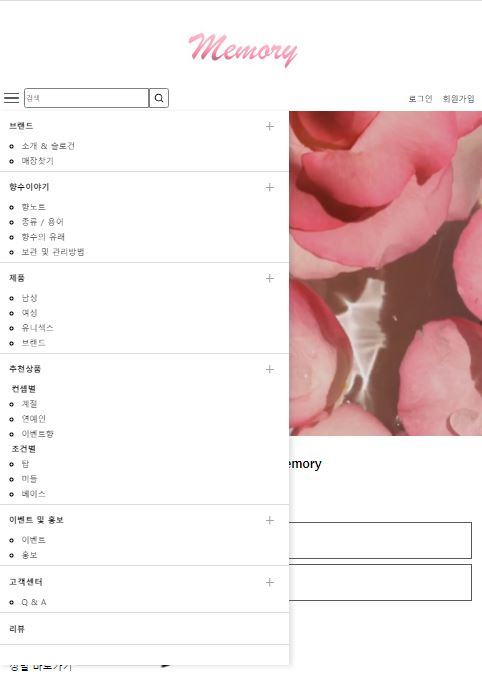 Memory
검색
로그인 회원가입
브랜드
소개 & 슬로건
매장찾기
향수이야기
향노트
종류 / 용어
향수의 유래
보관 및 관리방법
제품
남성
여성
유니섹스
브랜드
추천상품
컨셉별
계절
연예인
이벤트향
조건별
탑
미들
베이스
emory
이벤트 및 홍보
이벤트
홍보
고객센터
Q & A
리뷰
바로가기